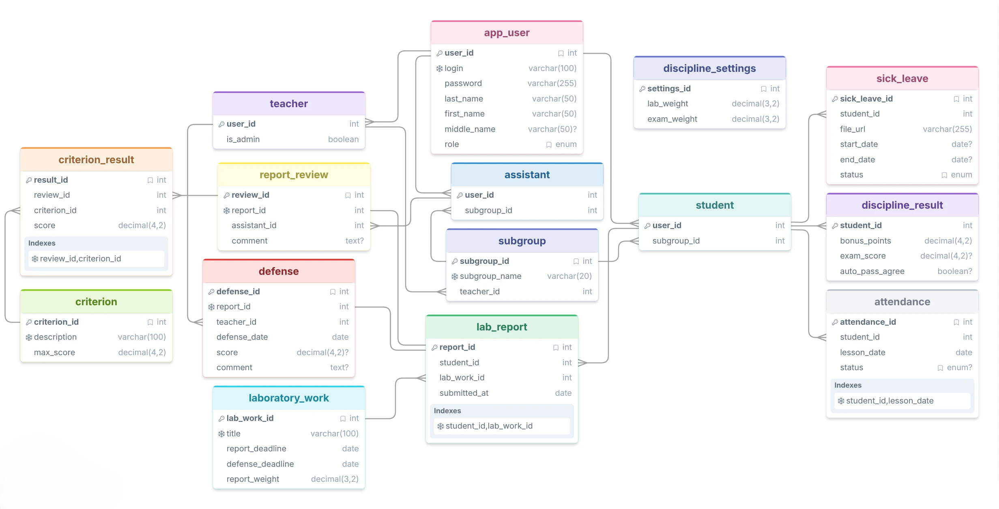 app_user
user_id int
login varchar(100)
password varchar(255)
last_name varchar(50)
first_name varchar(50)
middle_name varchar(50)?
role enum
discipline_settings
settings_id int
lab_weight decimal(3,2)
exam_weight decimal(3,2)
sick_leave
sick_leave_id int
student_id int
file_url varchar(255)
start_date date?
end_date date?
status enum
teacher
user_id int
is_admin boolean
criterion_result
result_id int
review_id int
criterion_id int
score decimal(4,2)
Indexes
review_id,criterion_id
report_review
review_id int
report_id int
assistant_id int
comment text?
assistant
user_id int
subgroup_id int
student
user_id int
subgroup_id int
discipline_result
student_id int
bonus_points decimal(4,2)
exam_score decimal(4,2)?
auto_pass_agree boolean?
subgroup
subgroup_id int
subgroup_name varchar(20)
teacher_id int
defense
defense_id int
report_id int
teacher_id int
defense_date date
score decimal(4,2)?
comment text?
criterion
criterion_id int
description varchar(100)
max_score decimal(4,2)
lab_report
report_id int
student_id int
lab_work_id int
submitted_at date
Indexes
student_id,lab_work_id
attendance
attendance_id int
student_id int
lesson_date date
status enum?
Indexes
student_id,lesson_date
laboratory_work
lab_work_id int
title varchar(100)
report_deadline date
defense_deadline date
report_weight decimal(3,2)